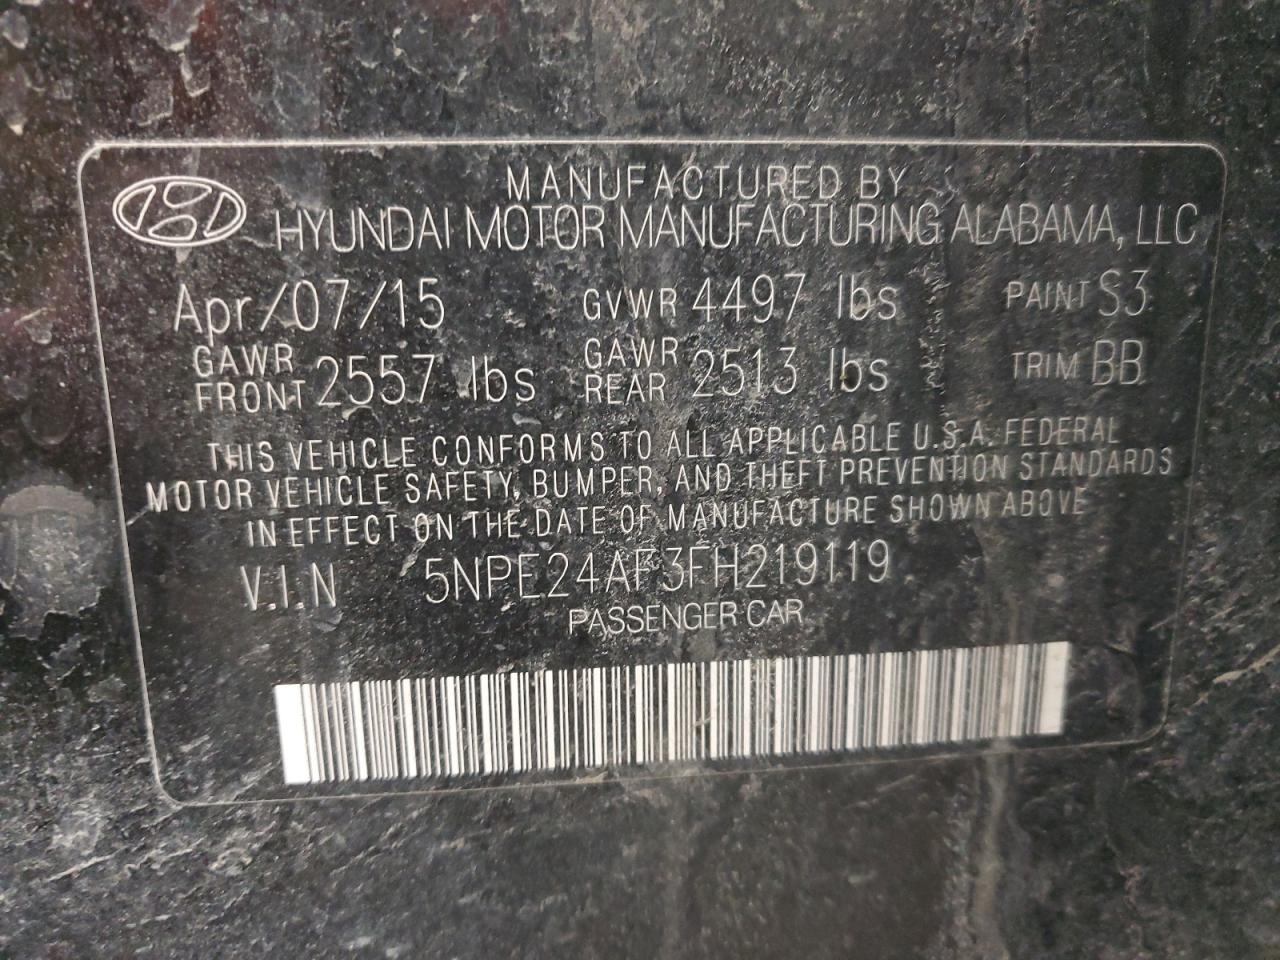 MANUFACTURED BY
HYUNDAI MOTOR MANUFACTURING ALABAMA, LLC
Apr/07/15 GVWR 4497 lbs PAINT S3
GAWR FRONT 2557 lbs GAWR REAR 2513 lbs TRIM BB
THIS VEHICLE CONFORMS TO ALL APPLICABLE U.S.A. FEDERAL
MOTOR VEHICLE SAFETY, BUMPER, AND THEFT PREVENTION STANDARDS
IN EFFECT ON THE DATE OF MANUFACTURE SHOWN ABOVE
V.I.N 5NPE24AF3FH219119
PASSENGER CAR